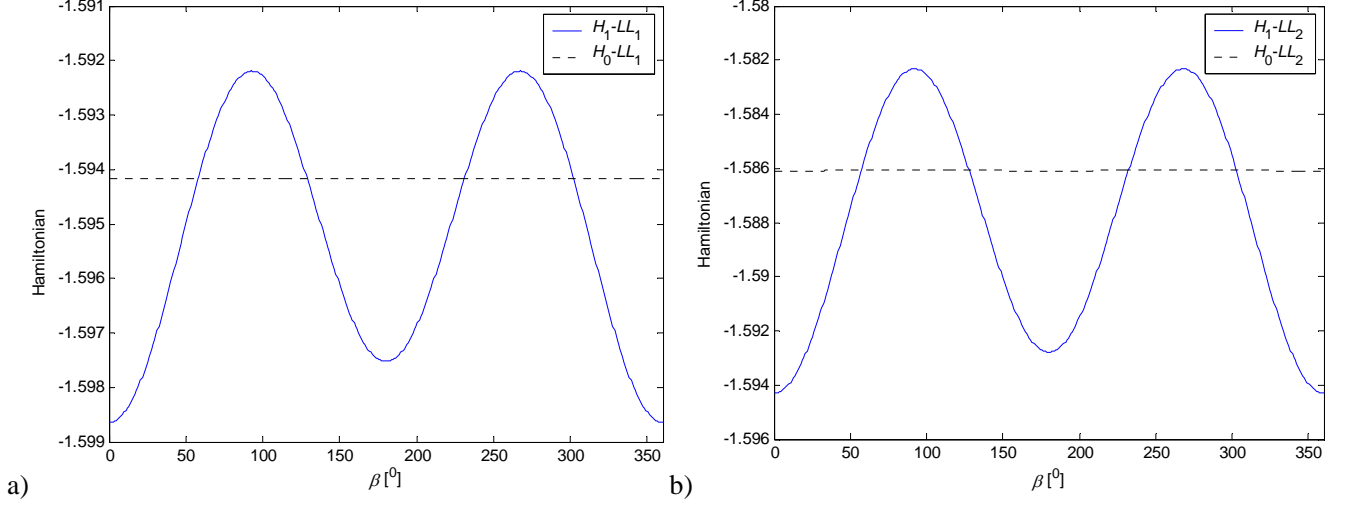 -1.591
-1.592
-1.593
-1.594
-1.595
-1.596
-1.597
-1.598
-1.599
Hamiltonian
0 50 100 150 200 250 300 350
β [⁰]
H₁-LL₁
H₀-LL₁
a)
-1.58
-1.582
-1.584
-1.586
-1.588
-1.59
-1.592
-1.594
-1.596
Hamiltonian
0 50 100 150 200 250 300 350
β [⁰]
H₁-LL₂
H₀-LL₂
b)